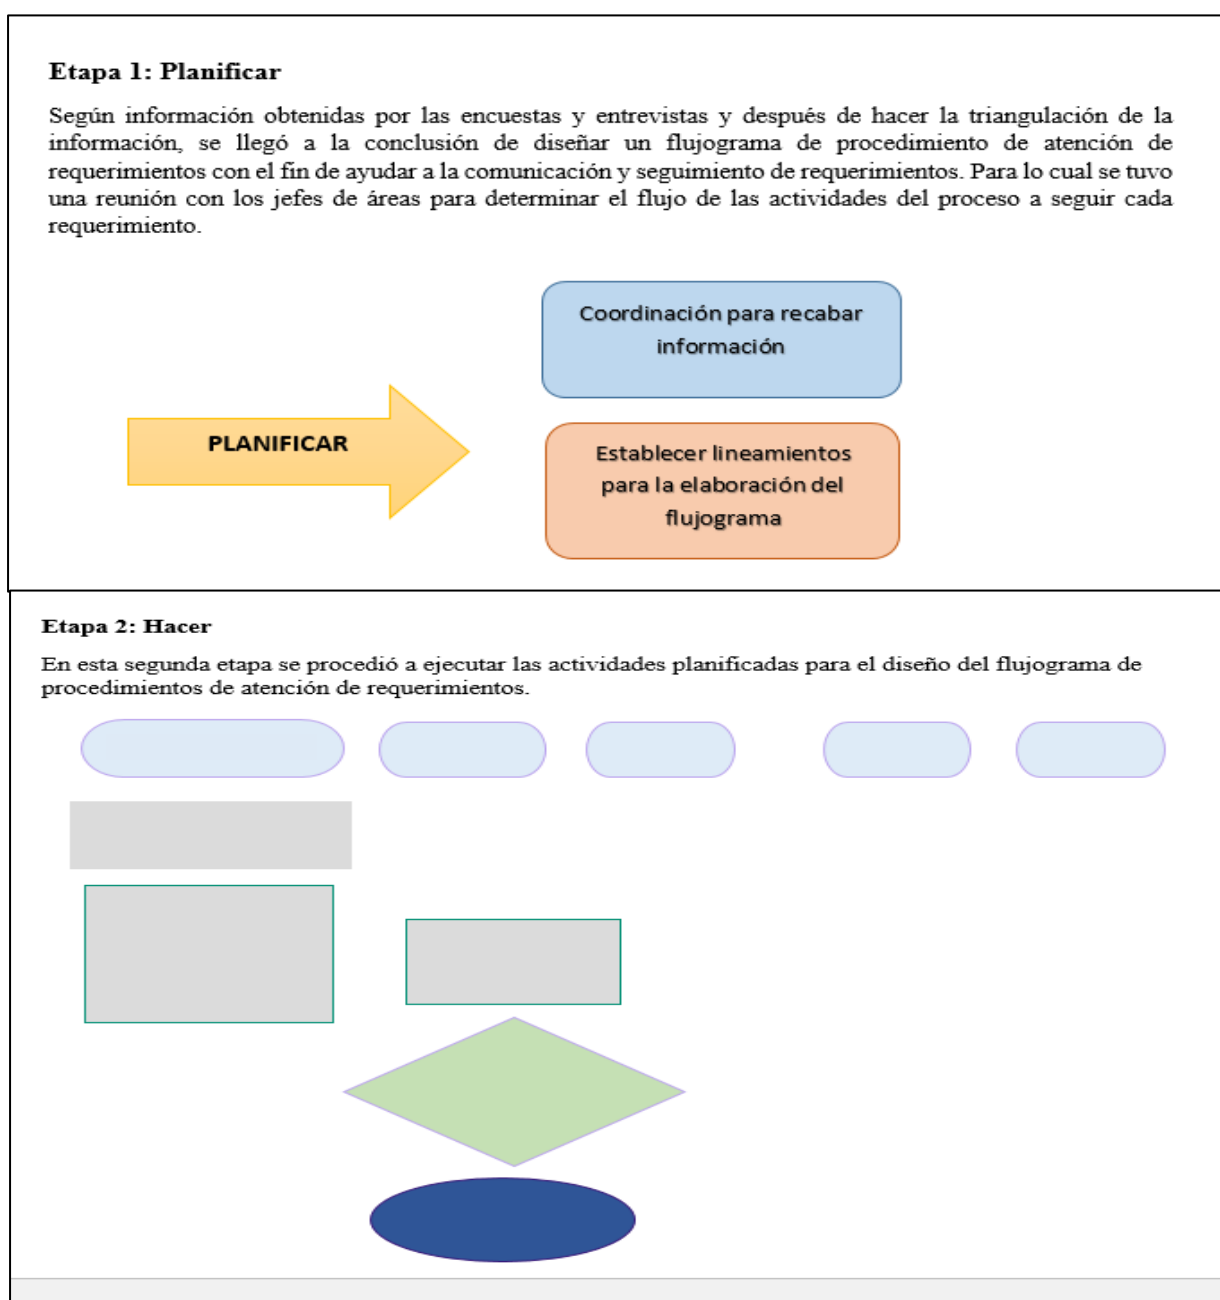 Etapa 1: Planificar
Según información obtenidas por las encuestas y entrevistas y después de hacer la triangulación de la
información, se llegó a la conclusión de diseñar un flujograma de procedimiento de atención de
requerimientos con el fin de ayudar a la comunicación y seguimiento de requerimientos. Para lo cual se tuvo
una reunión con los jefes de áreas para determinar el flujo de las actividades del proceso a seguir cada
requerimiento.
Coordinación para recabar
información
PLANIFICAR
Establecer lineamientos
para la elaboración del
flujograma
Etapa 2: Hacer
En esta segunda etapa se procedió a ejecutar las actividades planificadas para el diseño del flujograma de
procedimientos de atención de requerimientos.